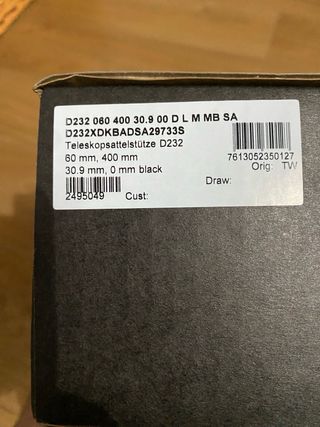 D232 060 400 30.9 00 D L M MB SA
D232XDKBADSA29733S
Teleskopsattelstütze D232
60 mm, 400 mm
30.9 mm, 0 mm black
7613052350127
Orig: TW
Draw:
2495049 Cust: